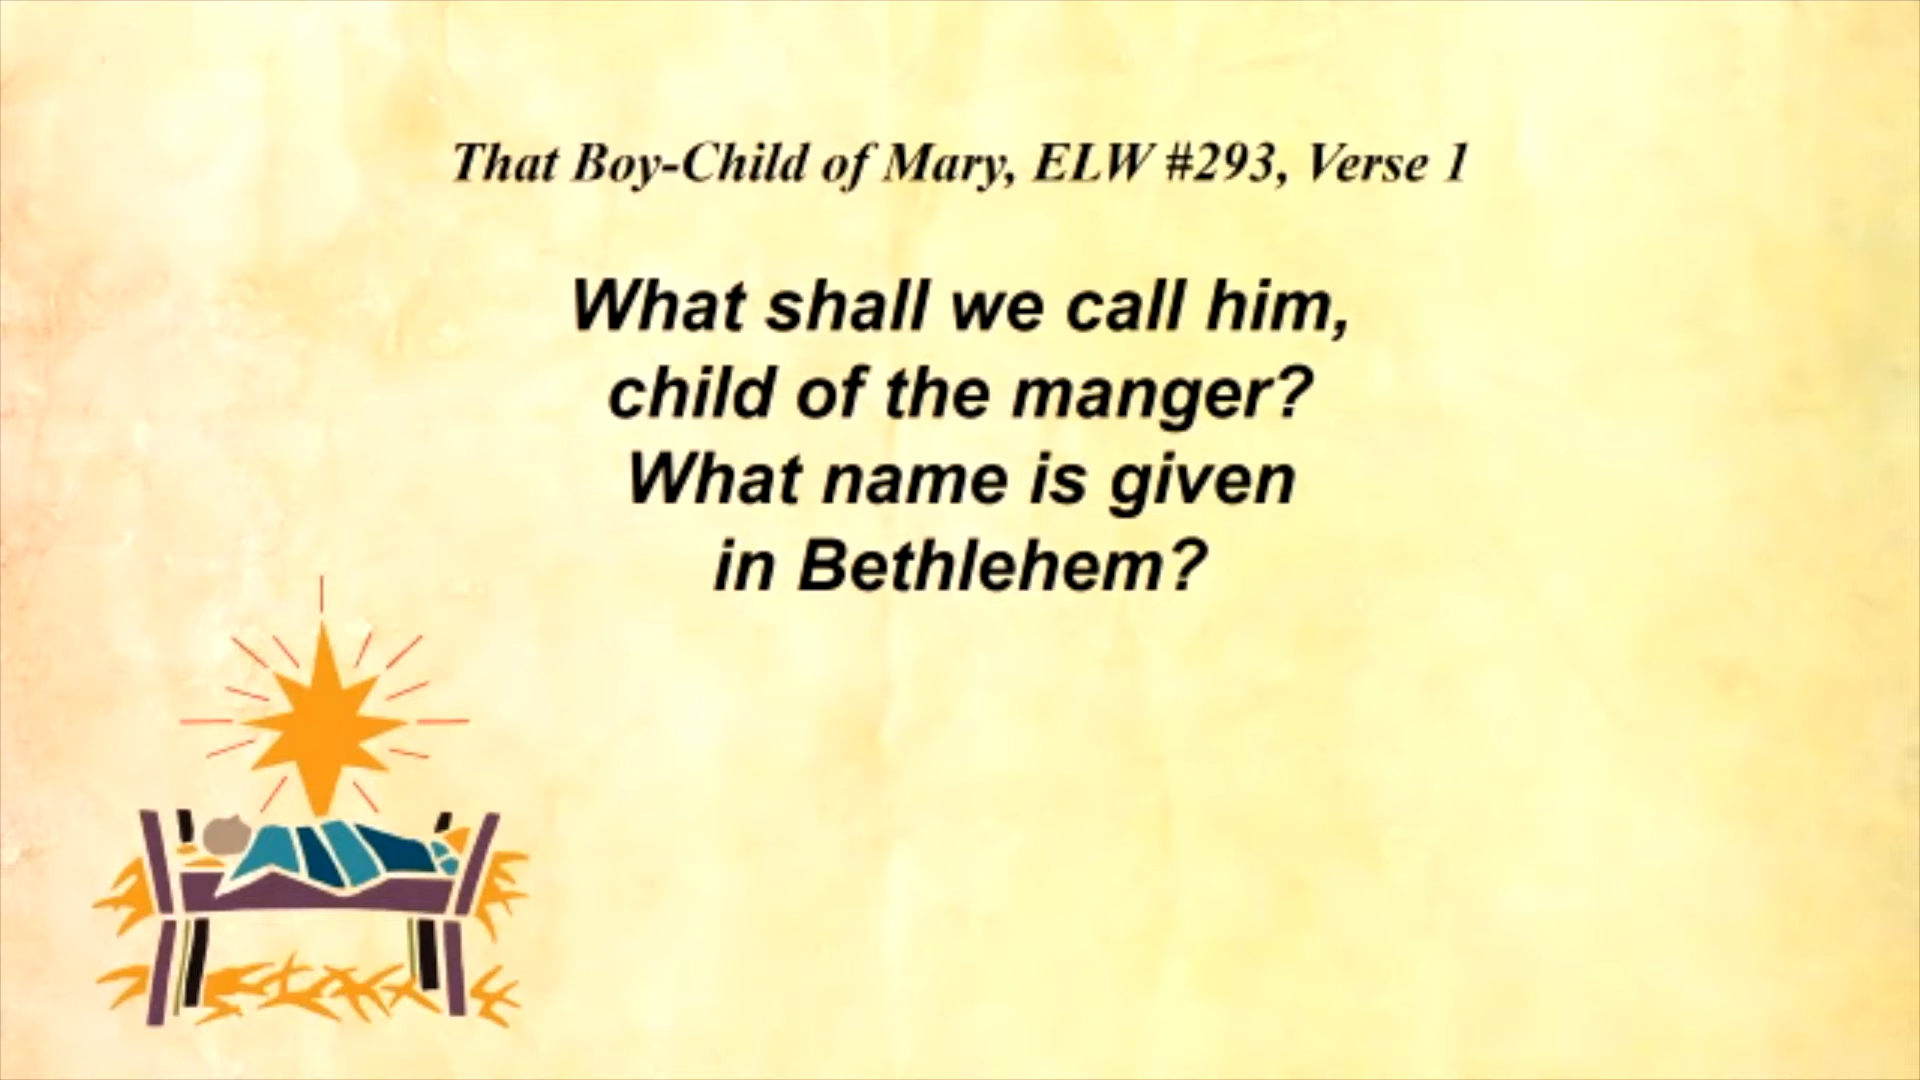 That Boy-Child of Mary, ELW #293, Verse 1
What shall we call him,
child of the manger?
What name is given
in Bethlehem?